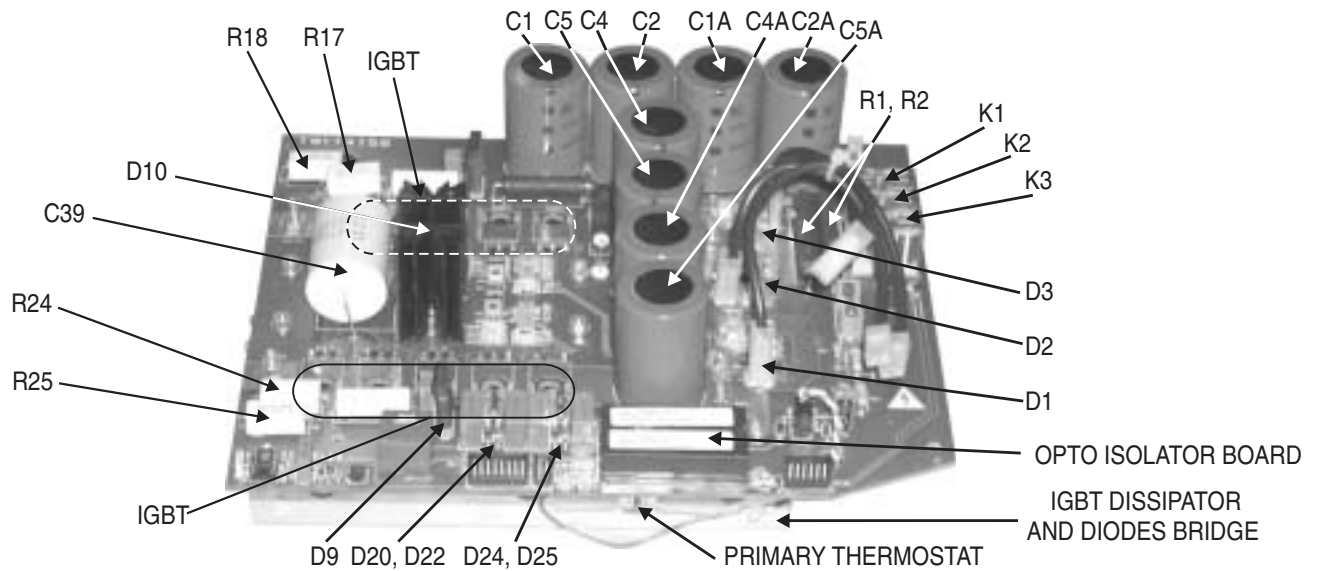 C1 C5 C4 C2 C1A C4A C2A C5A
R18 R17
IGBT
R1, R2
K1
K2
K3
D10
C39
D3
R24
D2
R25
D1
OPTO ISOLATOR BOARD
IGBT
IGBT DISSIPATOR
AND DIODES BRIDGE
D9 D20, D22 D24, D25
PRIMARY THERMOSTAT